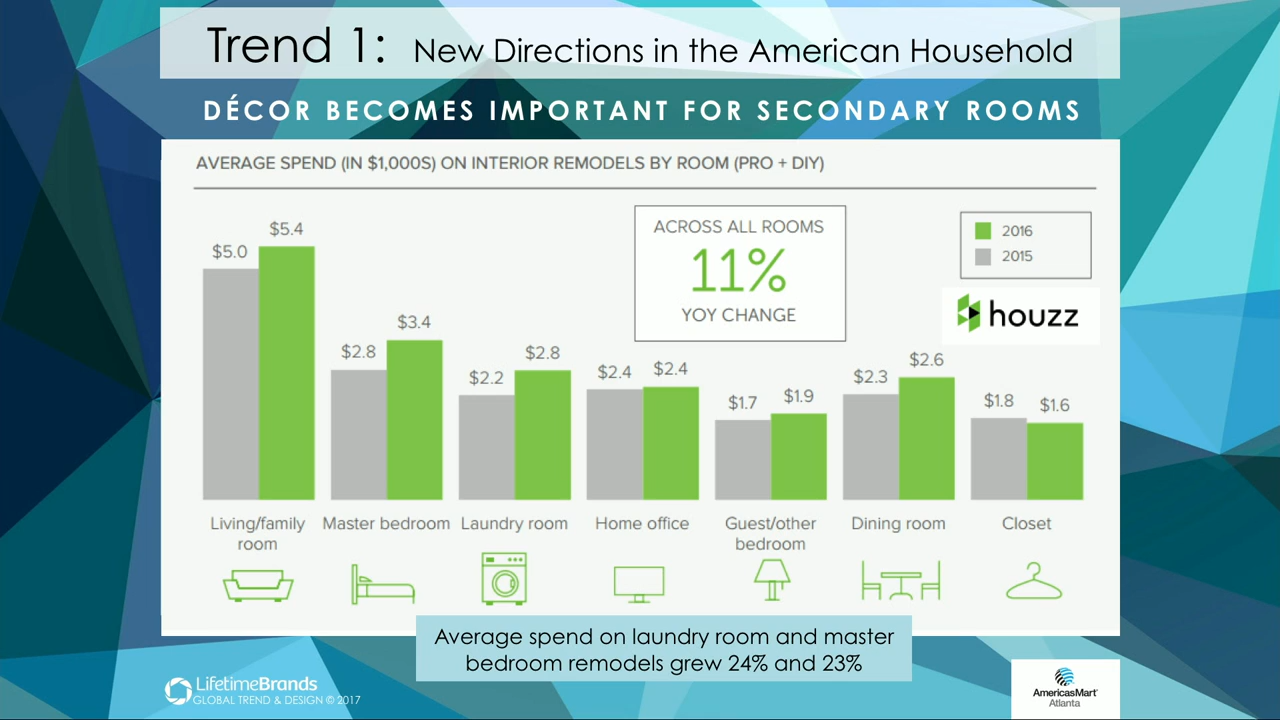 Trend 1: New Directions in the American Household
DÉCOR BECOMES IMPORTANT FOR SECONDARY ROOMS
AVERAGE SPEND (IN $1,000S) ON INTERIOR REMODELS BY ROOM (PRO + DIY)
ACROSS ALL ROOMS
11%
YOY CHANGE
2016
2015
houzz
$5.0 $5.4
$2.8 $3.4
$2.2 $2.8
$2.4 $2.4
$1.7 $1.9
$2.3 $2.6
$1.8 $1.6
Living/family
room
Master bedroom
Laundry room
Home office
Guest/other
bedroom
Dining room
Closet
Average spend on laundry room and master
bedroom remodels grew 24% and 23%
LifetimeBrands
GLOBAL TREND & DESIGN © 2017
AmericasMart
Atlanta